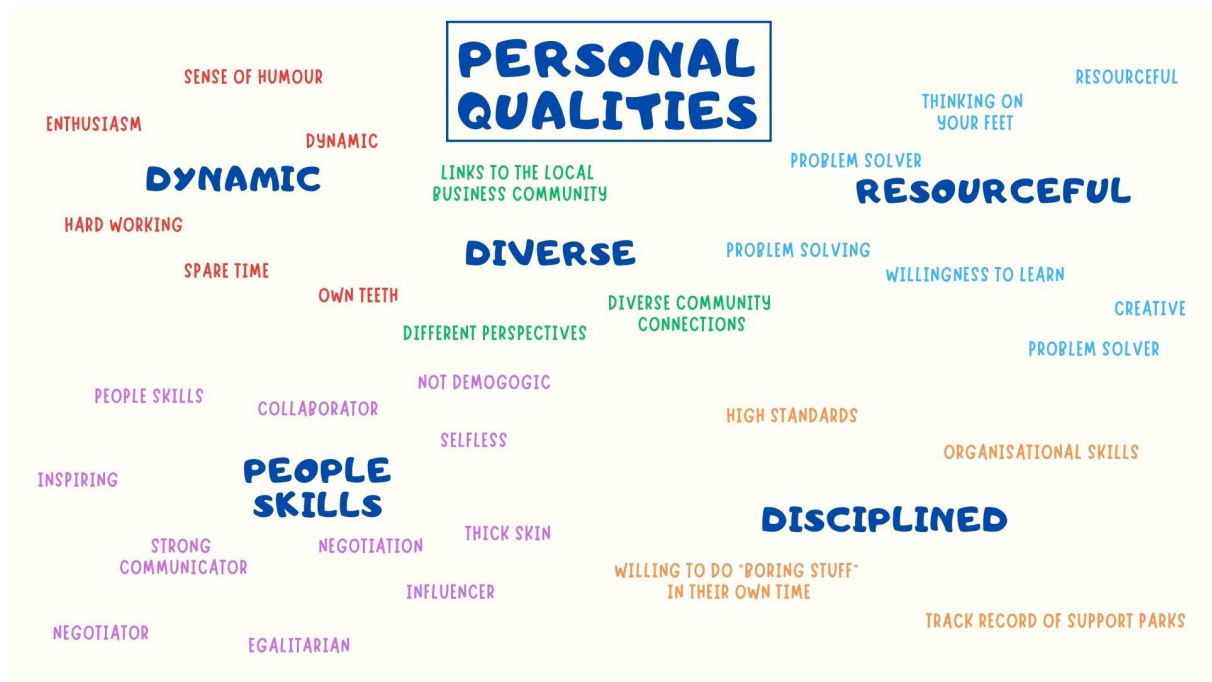 PERSONAL
QUALITIES
SENSE OF HUMOUR
ENTHUSIASM
DYNAMIC
DYNAMIC
HARD WORKING
SPARE TIME
OWN TEETH
LINKS TO THE LOCAL
BUSINESS COMMUNITY
DIVERSE
DIVERSE COMMUNITY
CONNECTIONS
DIFFERENT PERSPECTIVES
RESOURCEFUL
THINKING ON
YOUR FEET
PROBLEM SOLVER
RESOURCEFUL
PROBLEM SOLVING
WILLINGNESS TO LEARN
CREATIVE
PROBLEM SOLVER
NOT DEMOGOGIC
PEOPLE SKILLS
COLLABORATOR
SELFLESS
INSPIRING
PEOPLE
SKILLS
THICK SKIN
STRONG
COMMUNICATOR
NEGOTIATION
INFLUENCER
NEGOTIATOR
EGALITARIAN
HIGH STANDARDS
ORGANISATIONAL SKILLS
DISCIPLINED
WILLING TO DO "BORING STUFF"
IN THEIR OWN TIME
TRACK RECORD OF SUPPORT PARKS